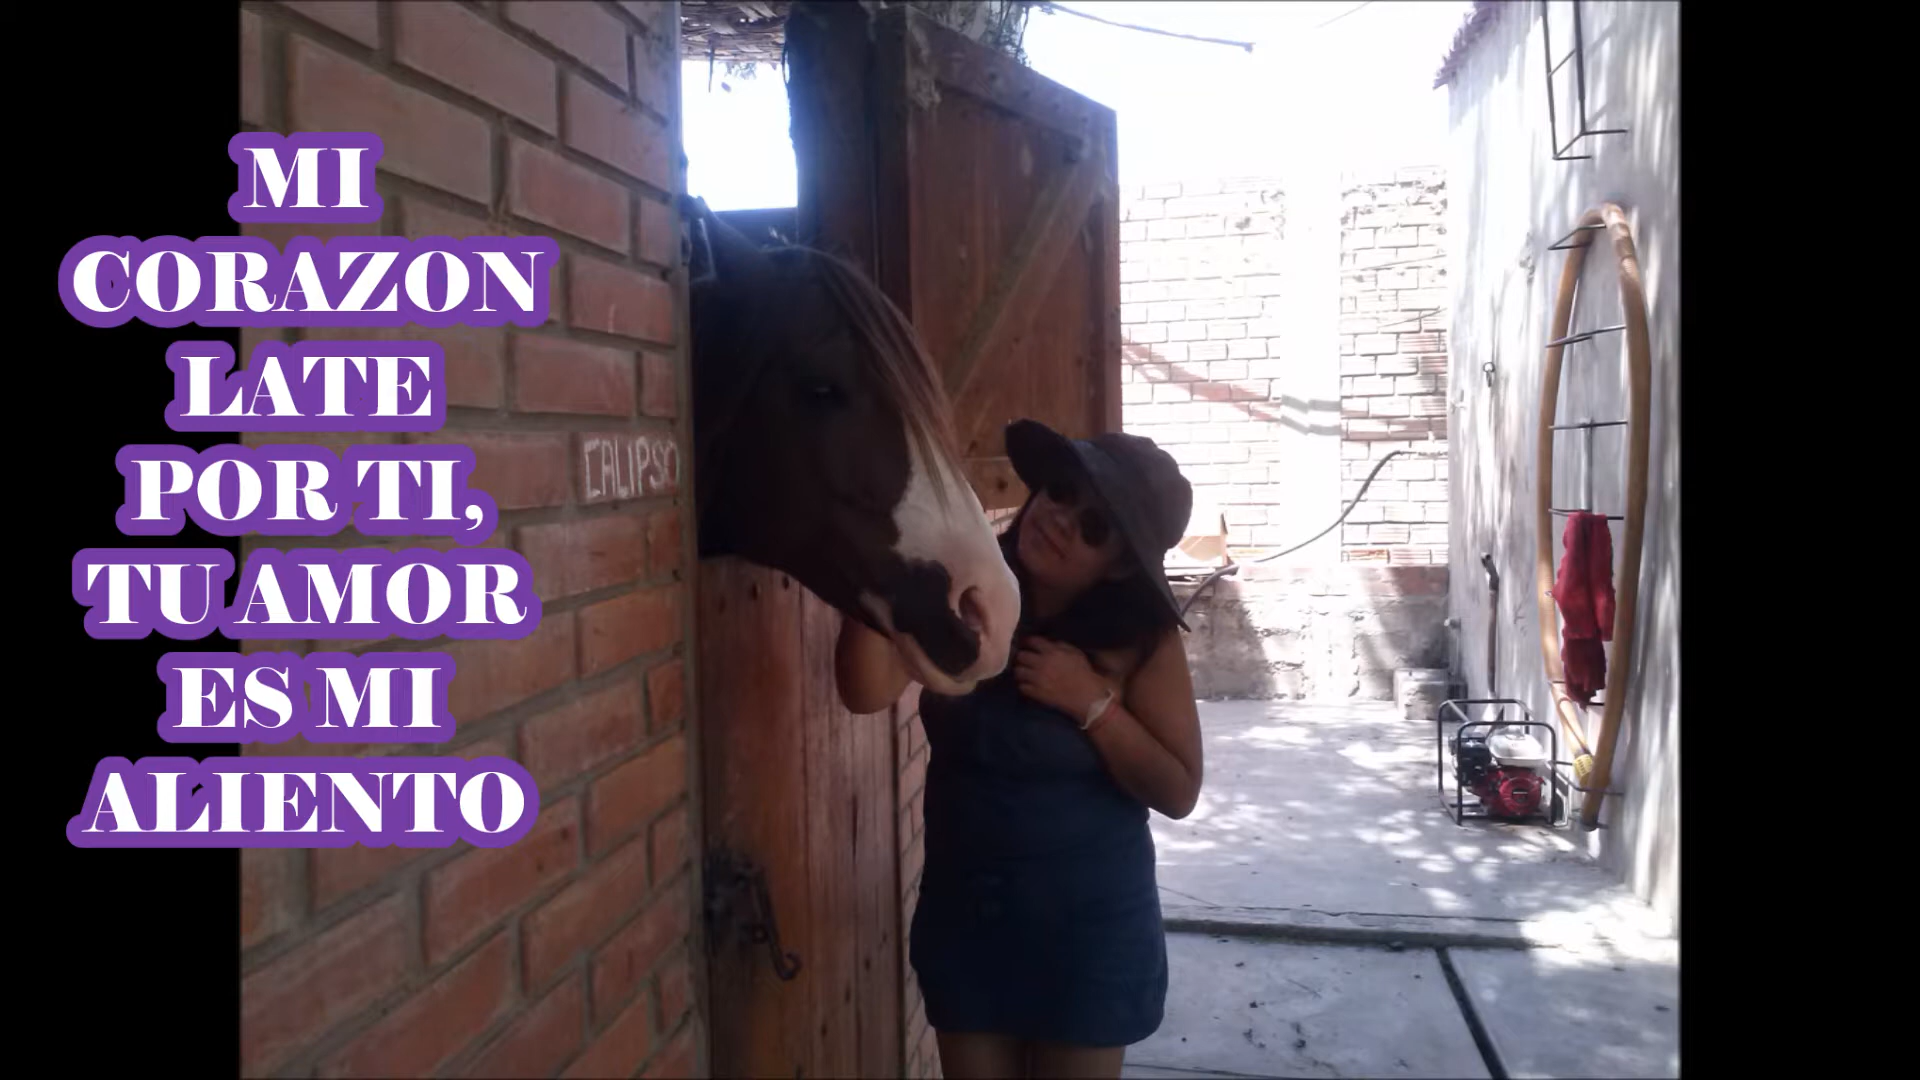 MI
CORAZON
LATE
POR TI,
TU AMOR
ES MI
ALIENTO
CALIPSO